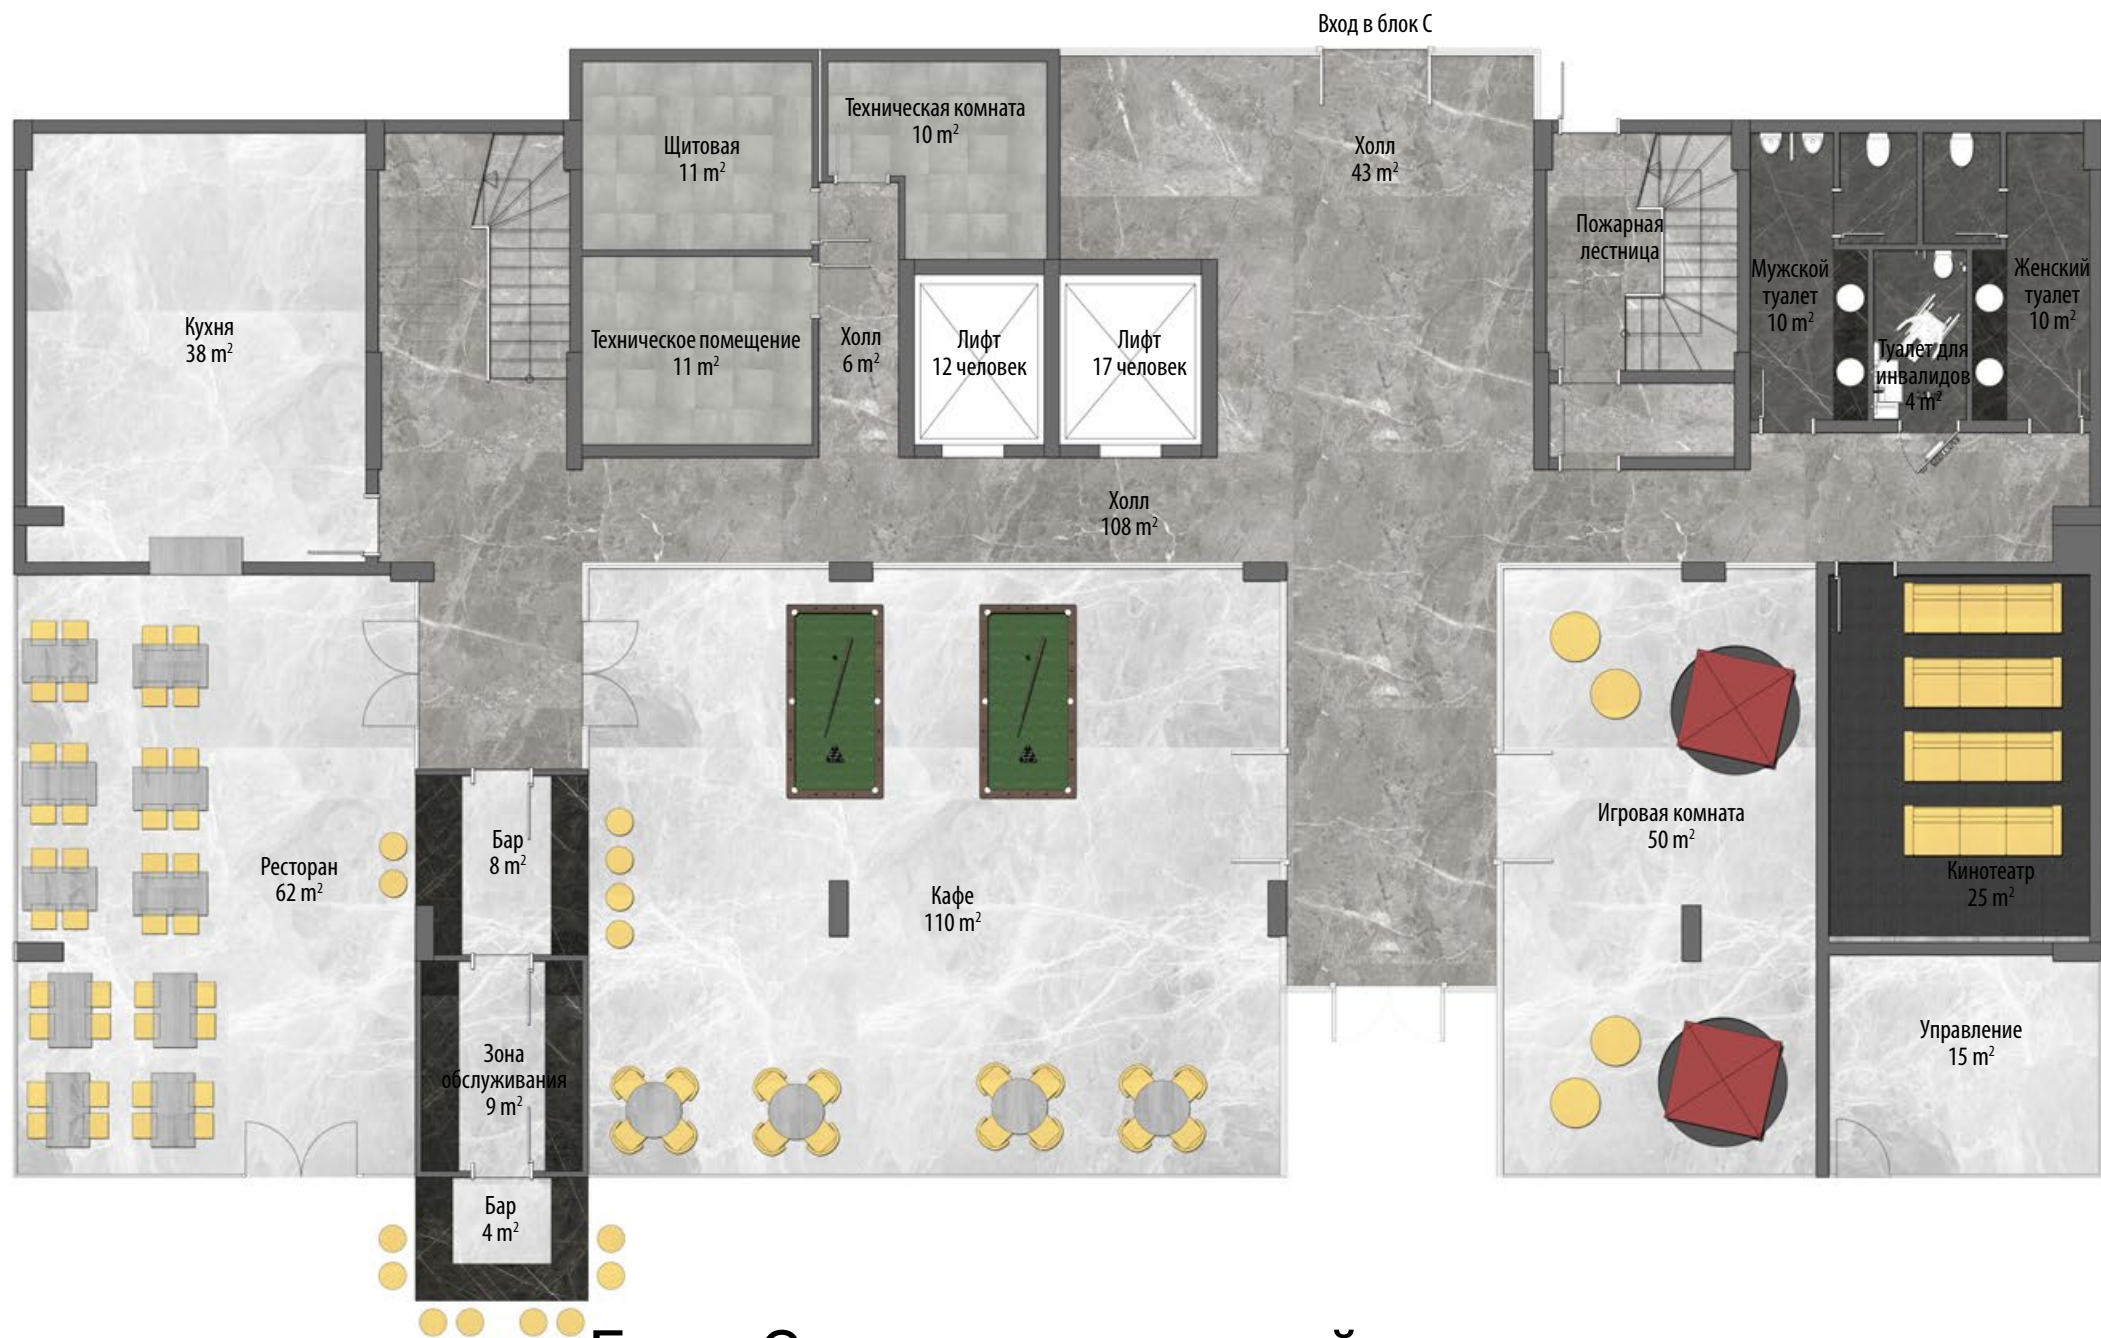 Вход в блок С
Техническая комната
10 m²
Щитовая
11 m²
Холл
43 m²
Пожарная
лестница
Мужской
туалет
10 m²
Женский
туалет
10 m²
Кухня
38 m²
Техническое помещение
11 m²
Холл
6 m²
Лифт
12 человек
Лифт
17 человек
Туалет для
инвалидов
4 m²
Холл
108 m²
Бар
8 m²
Ресторан
62 m²
Кафе
110 m²
Игровая комната
50 m²
Кинотеатр
25 m²
Зона
обслуживания
9 m²
Управление
15 m²
Бар
4 m²